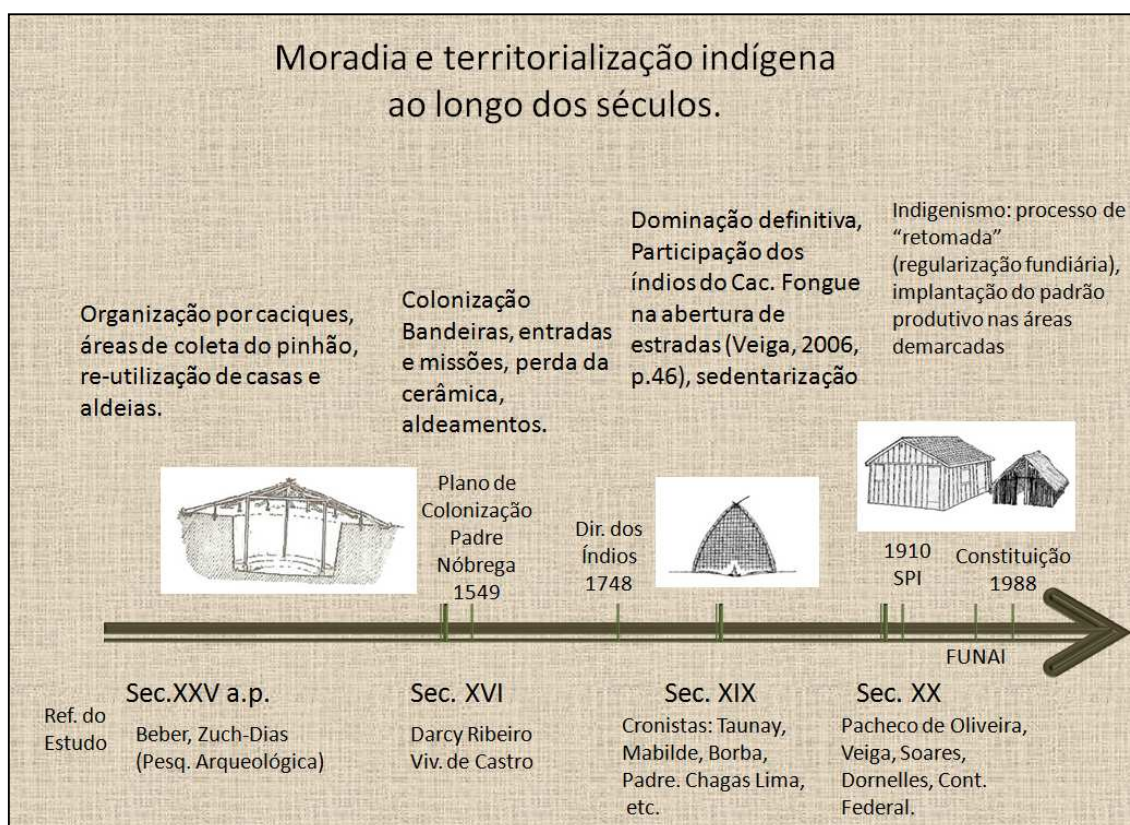 Moradia e territorialização indígena
ao longo dos séculos.
Organização por caciques,
áreas de coleta do pinhão,
re-utilização de casas e
aldeias.
Colonização
Bandeiras, entradas
e missões, perda da
cerâmica,
aldeamentos.
Dominação definitiva,
Participação dos
índios do Cac. Fongue
na abertura de
estradas (Veiga, 2006,
p.46), sedentarização
Indigenismo: processo de
“retomada”
(regularização fundiária),
implantação do padrão
produtivo nas áreas
demarcadas
Plano de
Colonização
Padre
Nóbrega
1549
Dir. dos
Índios
1748
1910
SPI
Constituição
1988
FUNAI
Ref. do
Estudo
Sec.XXV a.p.
Beber, Zuch-Dias
(Pesq. Arqueológica)
Sec. XVI
Darcy Ribeiro
Viv. de Castro
Sec. XIX
Cronistas: Taunay,
Mabilde, Borba,
Padre. Chagas Lima,
etc.
Sec. XX
Pacheco de Oliveira,
Veiga, Soares,
Dornelles, Cont.
Federal.